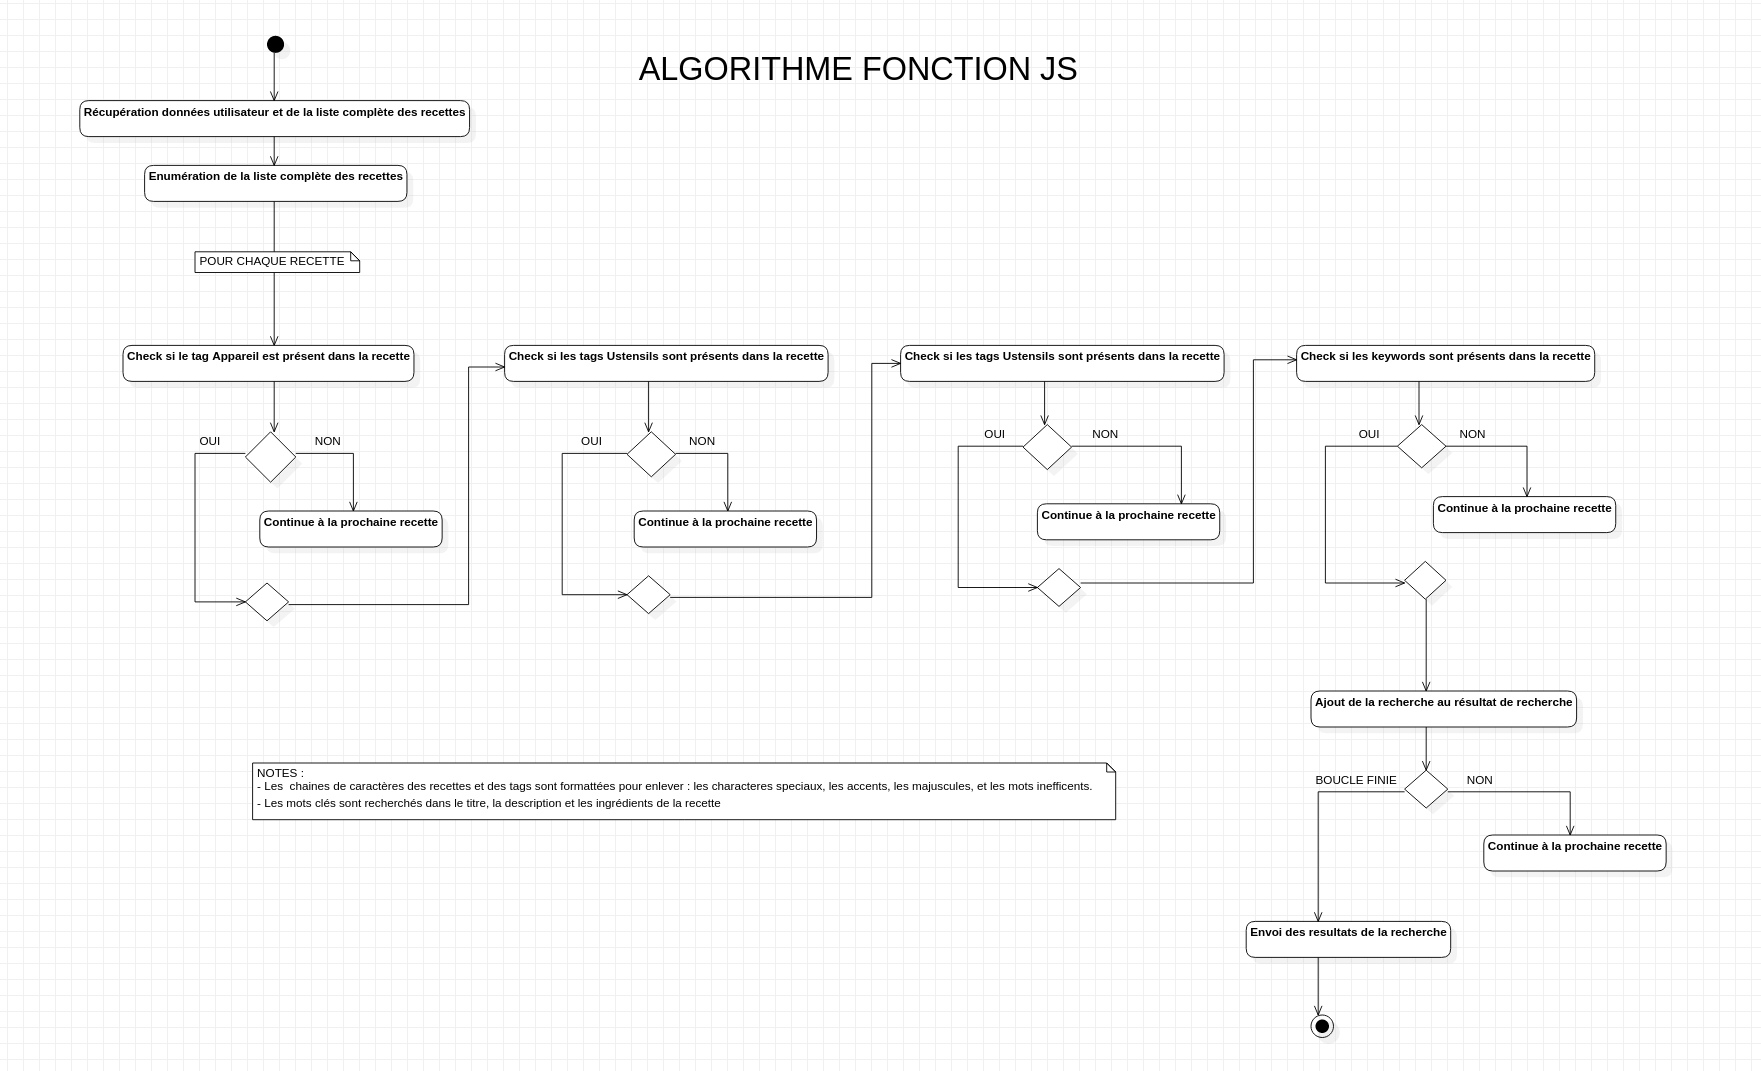 ALGORITHME FONCTION JS
Récupération données utilisateur et de la liste complète des recettes
Enumération de la liste complète des recettes
POUR CHAQUE RECETTE
Check si le tag Appareil est présent dans la recette
Check si les tags Ustensils sont présents dans la recette
Check si les tags Ustensils sont présents dans la recette
Check si les keywords sont présents dans la recette
OUI
NON
OUI
NON
OUI
NON
OUI
NON
Continue à la prochaine recette
Continue à la prochaine recette
Continue à la prochaine recette
Continue à la prochaine recette
Ajout de la recherche au résultat de recherche
NOTES :
- Les  chaines de caractères des recettes et des tags sont formattées pour enlever : les characteres speciaux, les accents, les majuscules, et les mots inefficents.
- Les mots clés sont recherchés dans le titre, la description et les ingrédients de la recette
BOUCLE FINIE
NON
Continue à la prochaine recette
Envoi des resultats de la recherche